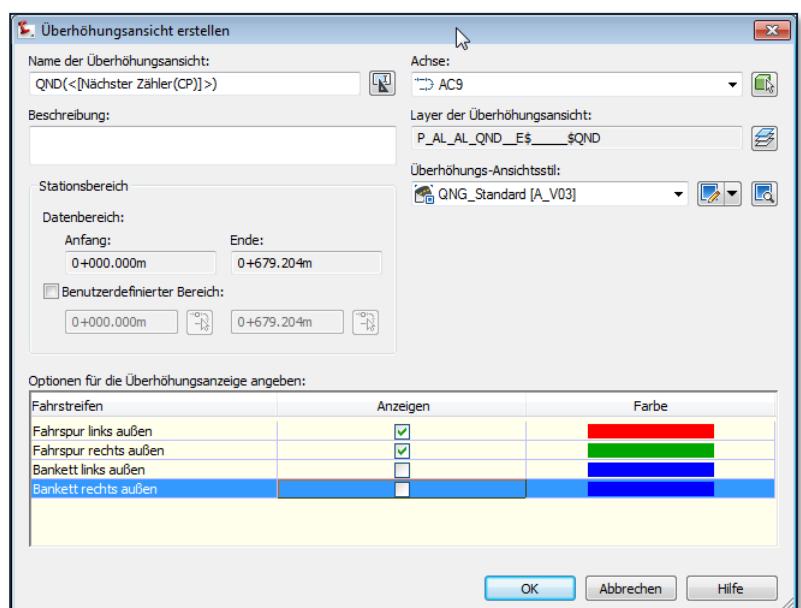 Überhöhungsansicht erstellen
Name der Überhöhungsansicht:
QND(<[Nächster Zähler(CP)]>)
Achse:
AC9
Beschreibung:
Layer der Überhöhungsansicht:
P_AL_AL_QND__E$_____$QND
Überhöhungs-Ansichtsstil:
QNG_Standard [A_V03]
Stationsbereich
Datenbereich:
Anfang: Ende:
0+000.000m 0+679.204m
Benutzerdefinierter Bereich:
0+000.000m 0+679.204m
Optionen für die Überhöhungsanzeige angeben:
Fahrstreifen Anzeigen Farbe
Fahrspur links außen
Fahrspur rechts außen
Bankett links außen
Bankett rechts außen
OK Abbrechen Hilfe